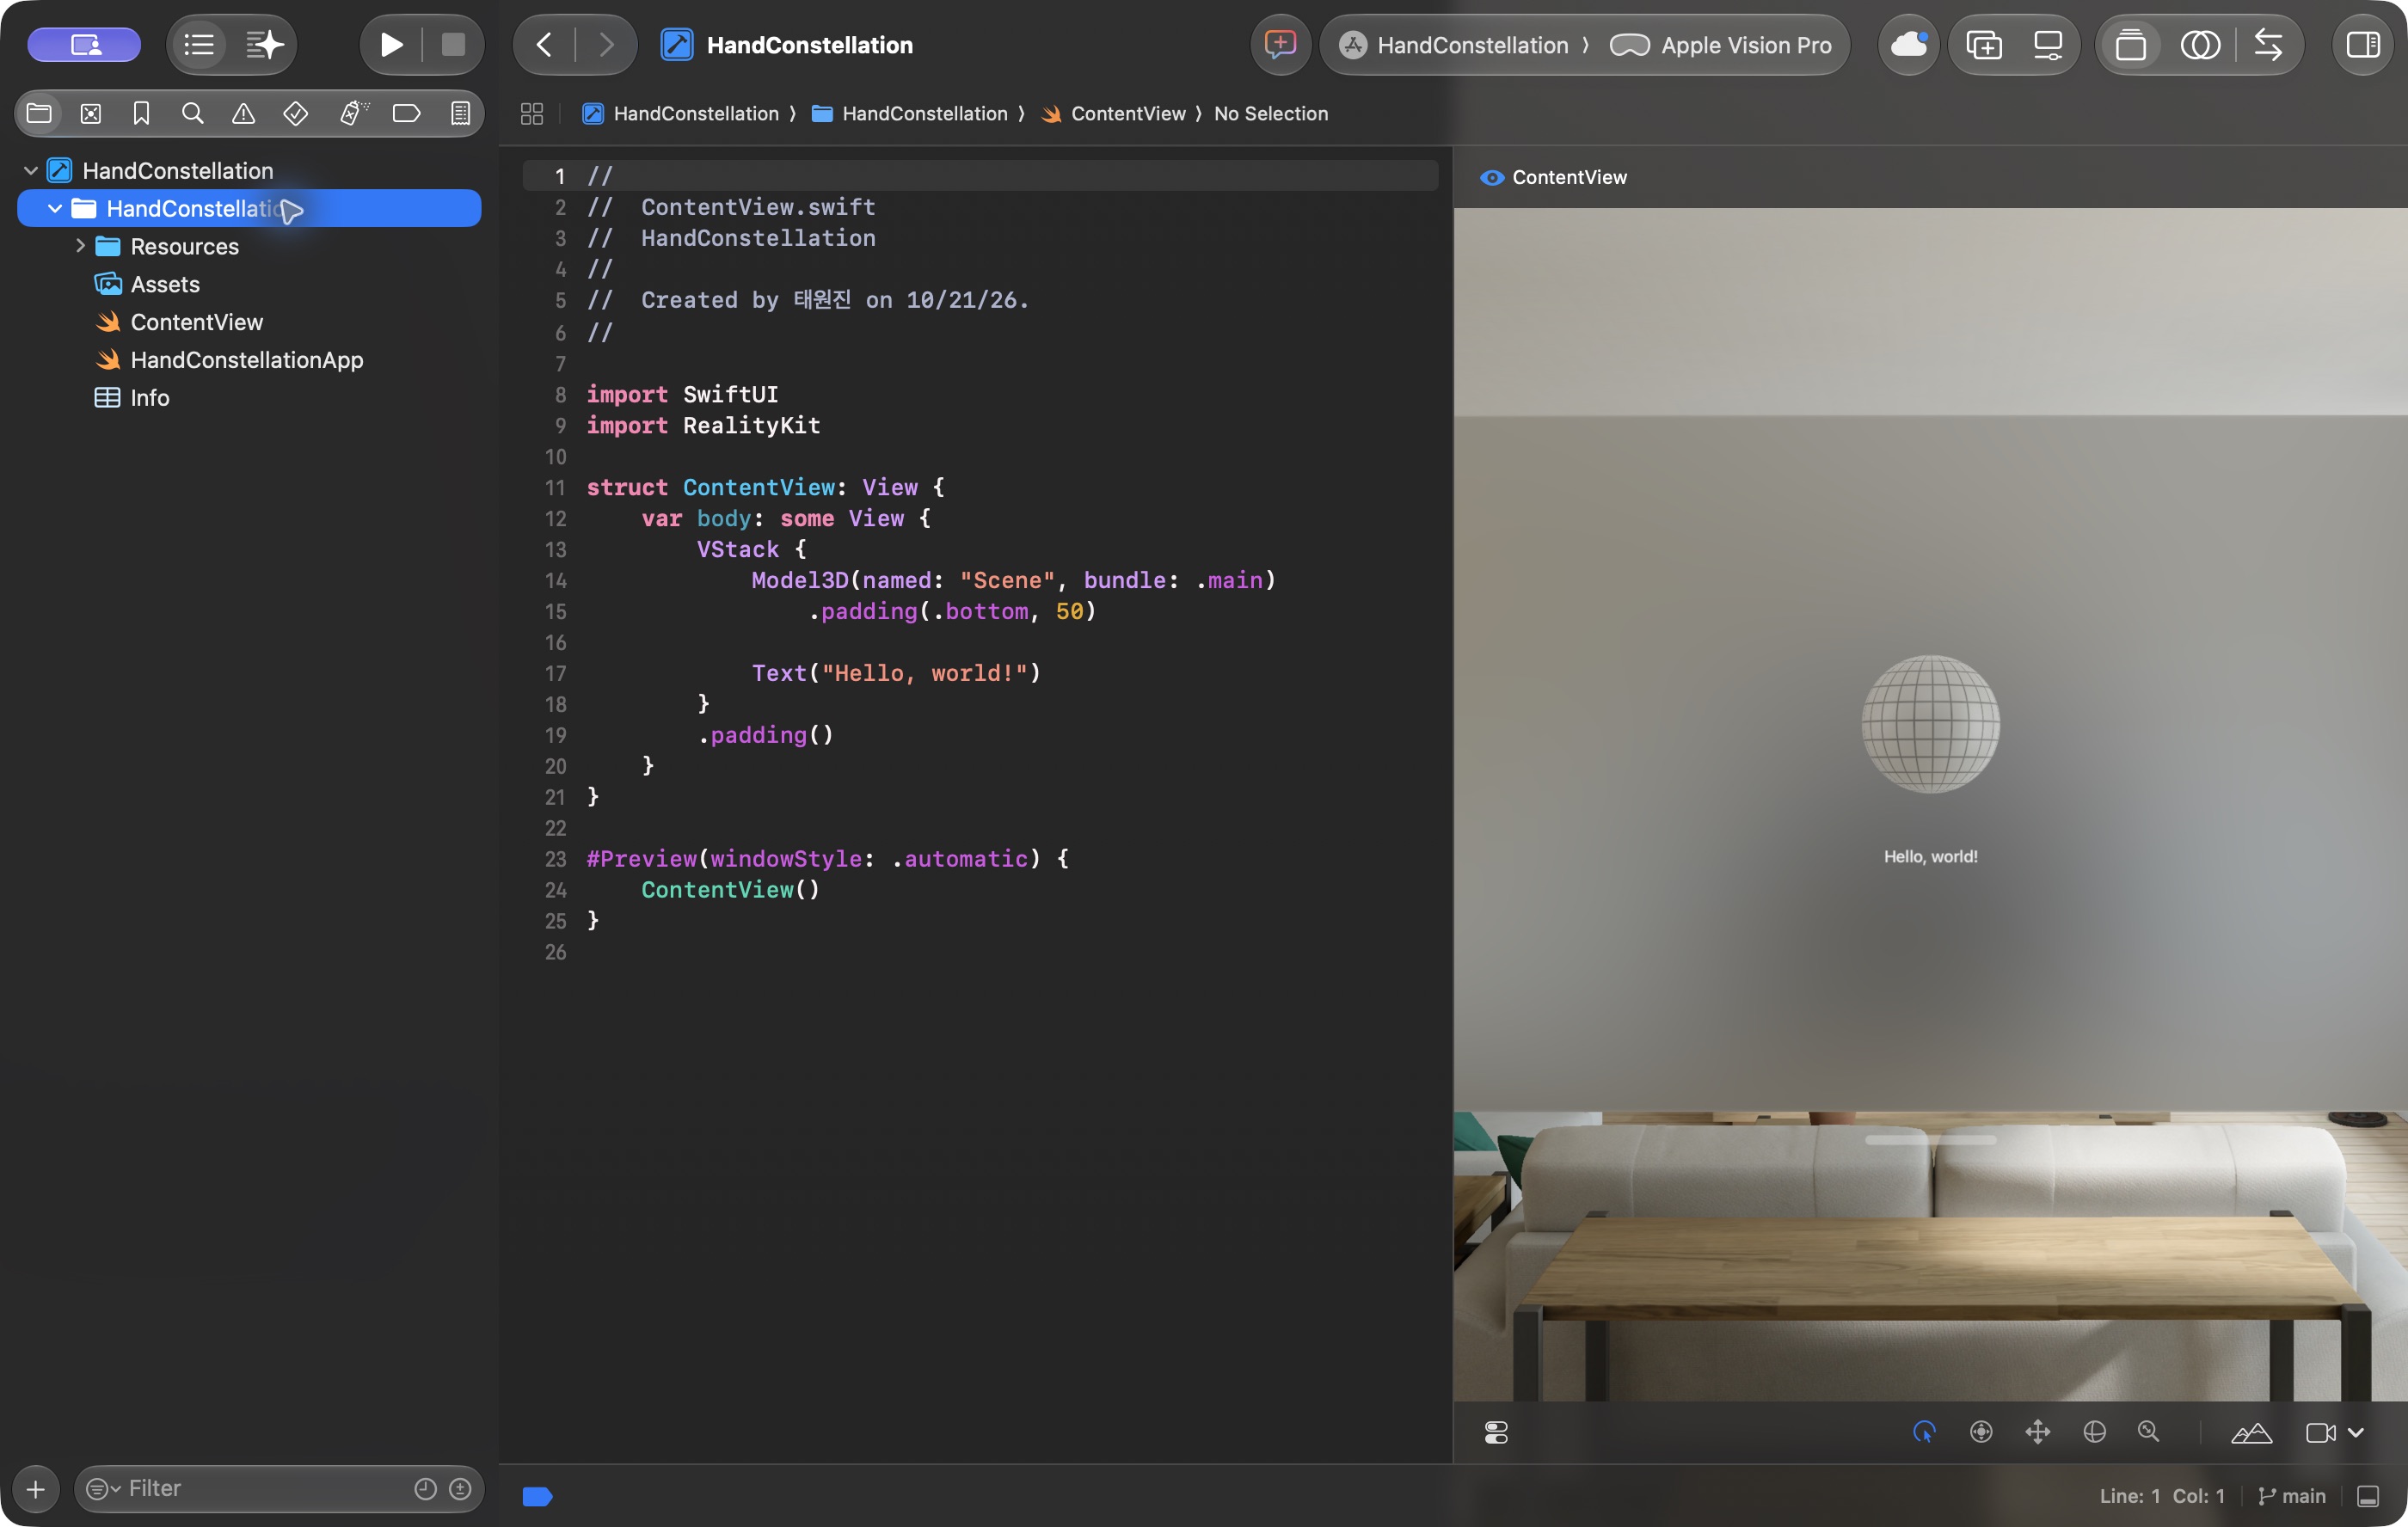 HandConstellation
HandConstellation ⟩ Apple Vision Pro
HandConstellation ⟩ HandConstellation ⟩ ContentView ⟩ No Selection
HandConstellation
Resources
Assets
ContentView
HandConstellationApp
Info
Filter
1 //
2 //  ContentView.swift
3 //  HandConstellation
4 //
5 //  Created by 태원진 on 10/21/26.
6 //
7
8 import SwiftUI
9 import RealityKit
10
11 struct ContentView: View {
12     var body: some View {
13         VStack {
14             Model3D(named: "Scene", bundle: .main)
15                 .padding(.bottom, 50)
16
17             Text("Hello, world!")
18         }
19         .padding()
20     }
21 }
22
23 #Preview(windowStyle: .automatic) {
24     ContentView()
25 }
26
ContentView
Hello, world!
Line: 1 Col: 1
main